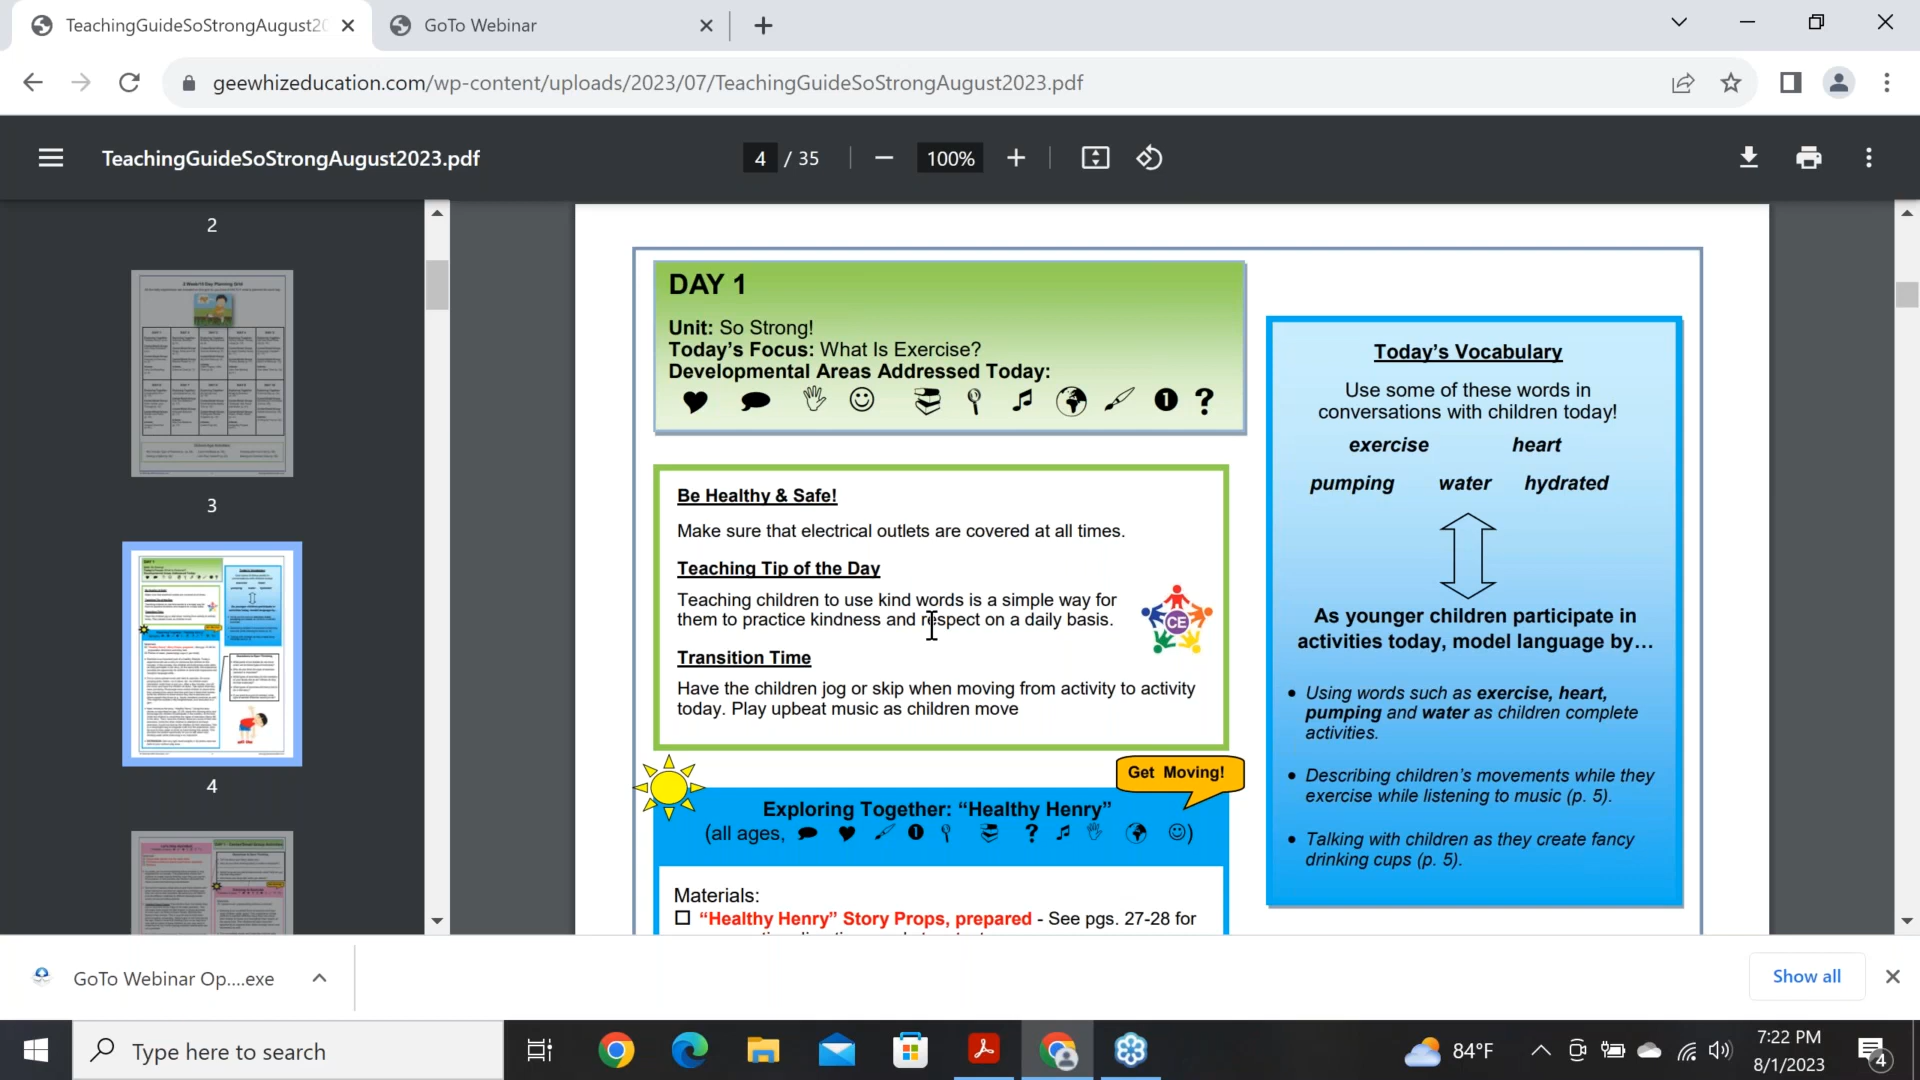 TeachingGuideSoStrongAugust20
GoTo Webinar
geewhizeducation.com/wp-content/uploads/2023/07/TeachingGuideSoStrongAugust2023.pdf
TeachingGuideSoStrongAugust2023.pdf
4 / 35
100%
2
3
4
DAY 1
Unit: So Strong!
Today's Focus: What Is Exercise?
Developmental Areas Addressed Today:
Be Healthy & Safe!
Make sure that electrical outlets are covered at all times.
Teaching Tip of the Day
Teaching children to use kind words is a simple way for
them to practice kindness and respect on a daily basis.
CE
Transition Time
Have the children jog or skip when moving from activity to activity
today. Play upbeat music as children move
Get Moving!
Exploring Together: “Healthy Henry”
(all ages, )
Materials:
“Healthy Henry” Story Props, prepared - See pgs. 27-28 for
Today's Vocabulary
Use some of these words in
conversations with children today!
exercise heart
pumping water hydrated
As younger children participate in
activities today, model language by…
• Using words such as exercise, heart,
pumping and water as children complete
activities.
• Describing children's movements while they
exercise while listening to music (p. 5).
• Talking with children as they create fancy
drinking cups (p. 5).
GoTo Webinar Op....exe
Show all
Type here to search
84°F
7:22 PM
8/1/2023
4